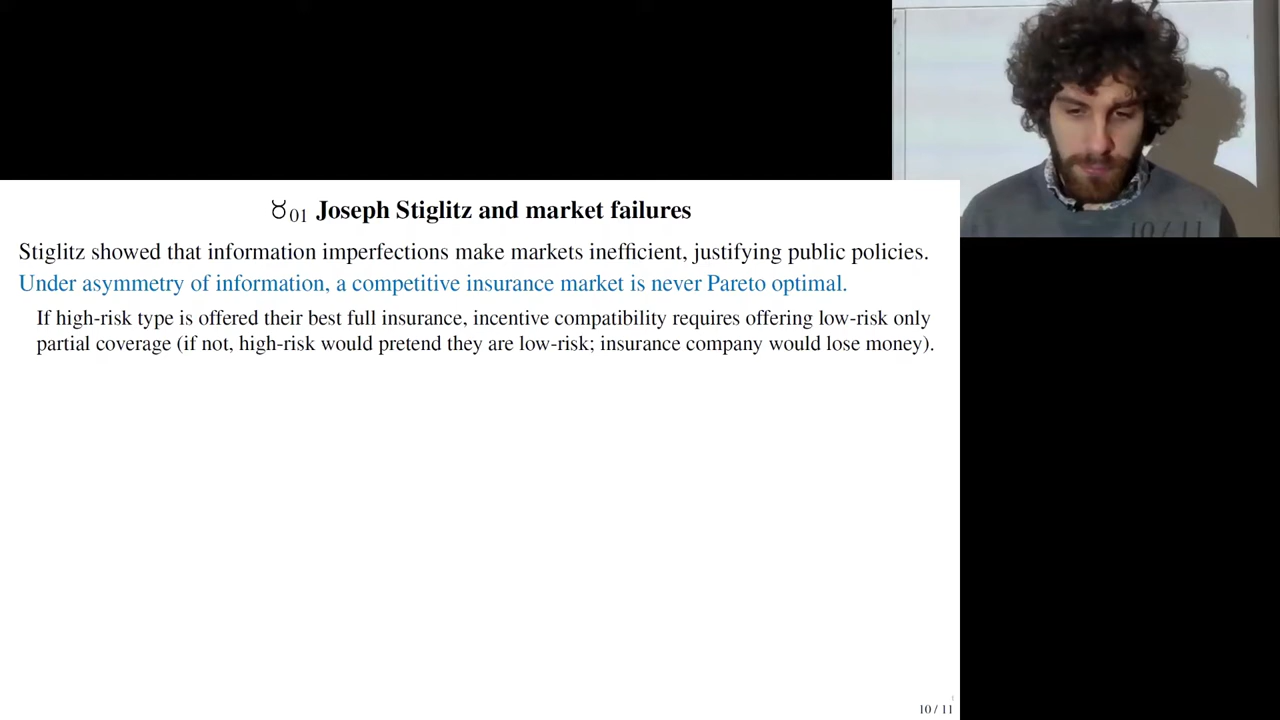 ♉01 Joseph Stiglitz and market failures
Stiglitz showed that information imperfections make markets inefficient, justifying public policies.
Under asymmetry of information, a competitive insurance market is never Pareto optimal.
If high-risk type is offered their best full insurance, incentive compatibility requires offering low-risk only
partial coverage (if not, high-risk would pretend they are low-risk; insurance company would lose money).
10 / 11
10 / 11